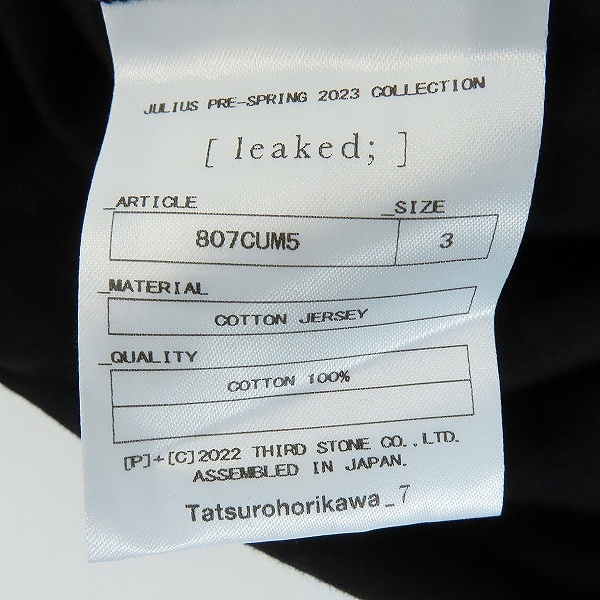 JULIUS PRE-SPRING 2023 COLLECTION
[ leaked; ]
_ARTICLE _SIZE
807CUM5 3
_MATERIAL
COTTON JERSEY
_QUALITY
COTTON 100%
[P]+[C]2022 THIRD STONE CO.,LTD.
ASSEMBLED IN JAPAN.
Tatsurohorikawa_7